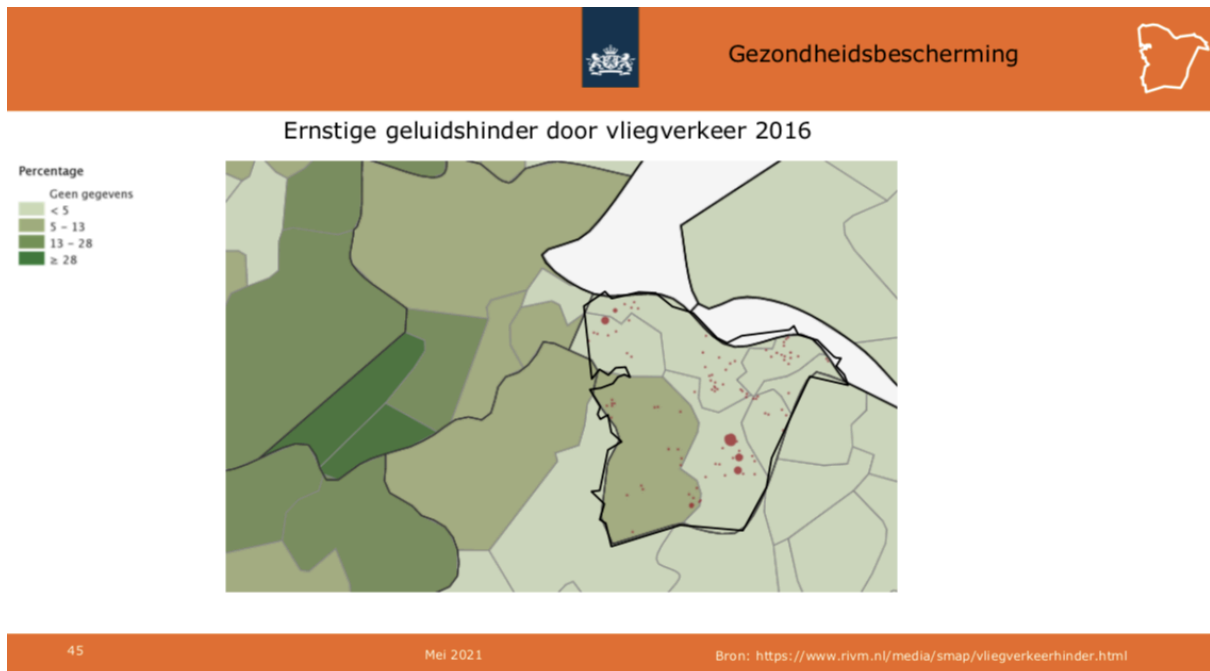 Gezondheidsbescherming
Ernstige geluidshinder door vliegverkeer 2016
Percentage
Geen gegevens
< 5
5 – 13
13 – 28
≥ 28
45
Mei 2021
Bron: https://www.rivm.nl/media/smap/vliegverkeerhinder.html